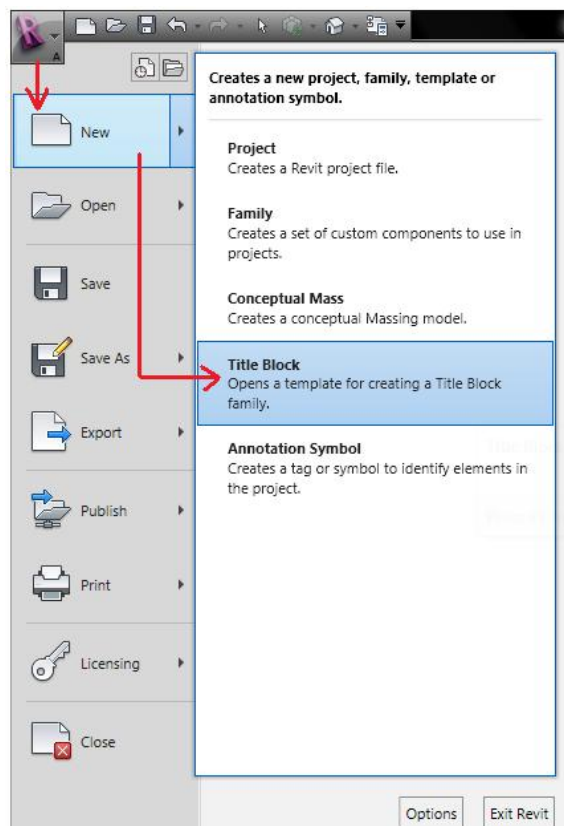 R
A
Creates a new project, family, template or
annotation symbol.
New
Project
Creates a Revit project file.
Open
Family
Creates a set of custom components to use in
projects.
Save
Conceptual Mass
Creates a conceptual Massing model.
Save As
Title Block
Opens a template for creating a Title Block
family.
Export
Annotation Symbol
Creates a tag or symbol to identify elements in
the project.
Publish
Print
Licensing
Close
Options
Exit Revit